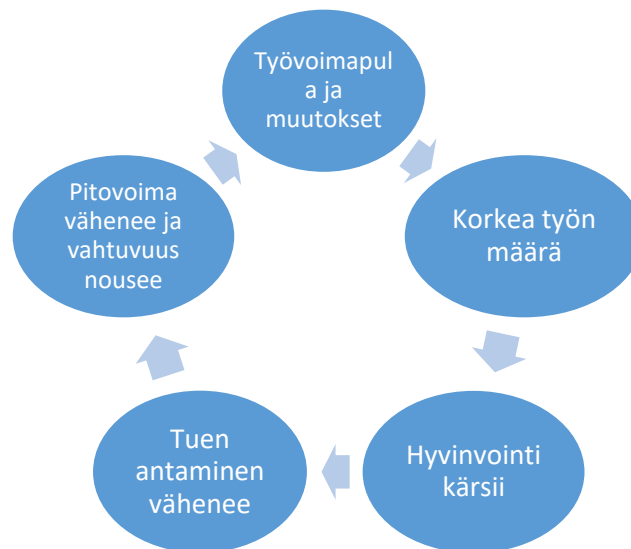 Työvoimapul
a ja
muutokset
Korkea työn
määrä
Hyvinvointi
kärsii
Tuen
antaminen
vähenee
Pitovoima
vähenee ja
vahtuvuus
nousee